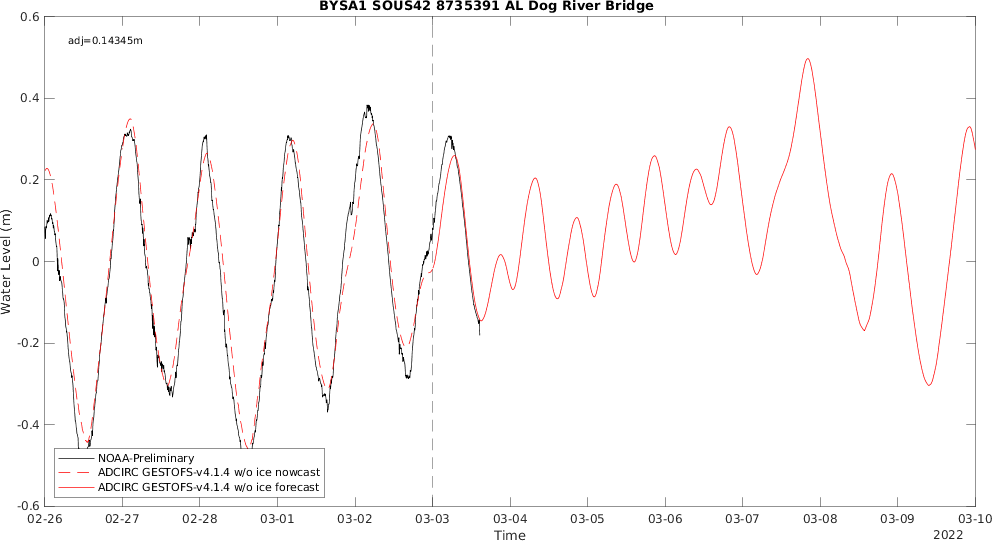 BYSA1 SOUS42 8735391 AL Dog River Bridge
adj=0.14345m
0.6
0.4
0.2
0
-0.2
-0.4
-0.6
Water Level (m)
NOAA-Preliminary
ADCIRC GESTOFS-v4.1.4 w/o ice nowcast
ADCIRC GESTOFS-v4.1.4 w/o ice forecast
02-26 02-27 02-28 03-01 03-02 03-03 03-04 03-05 03-06 03-07 03-08 03-09 03-10
Time
2022